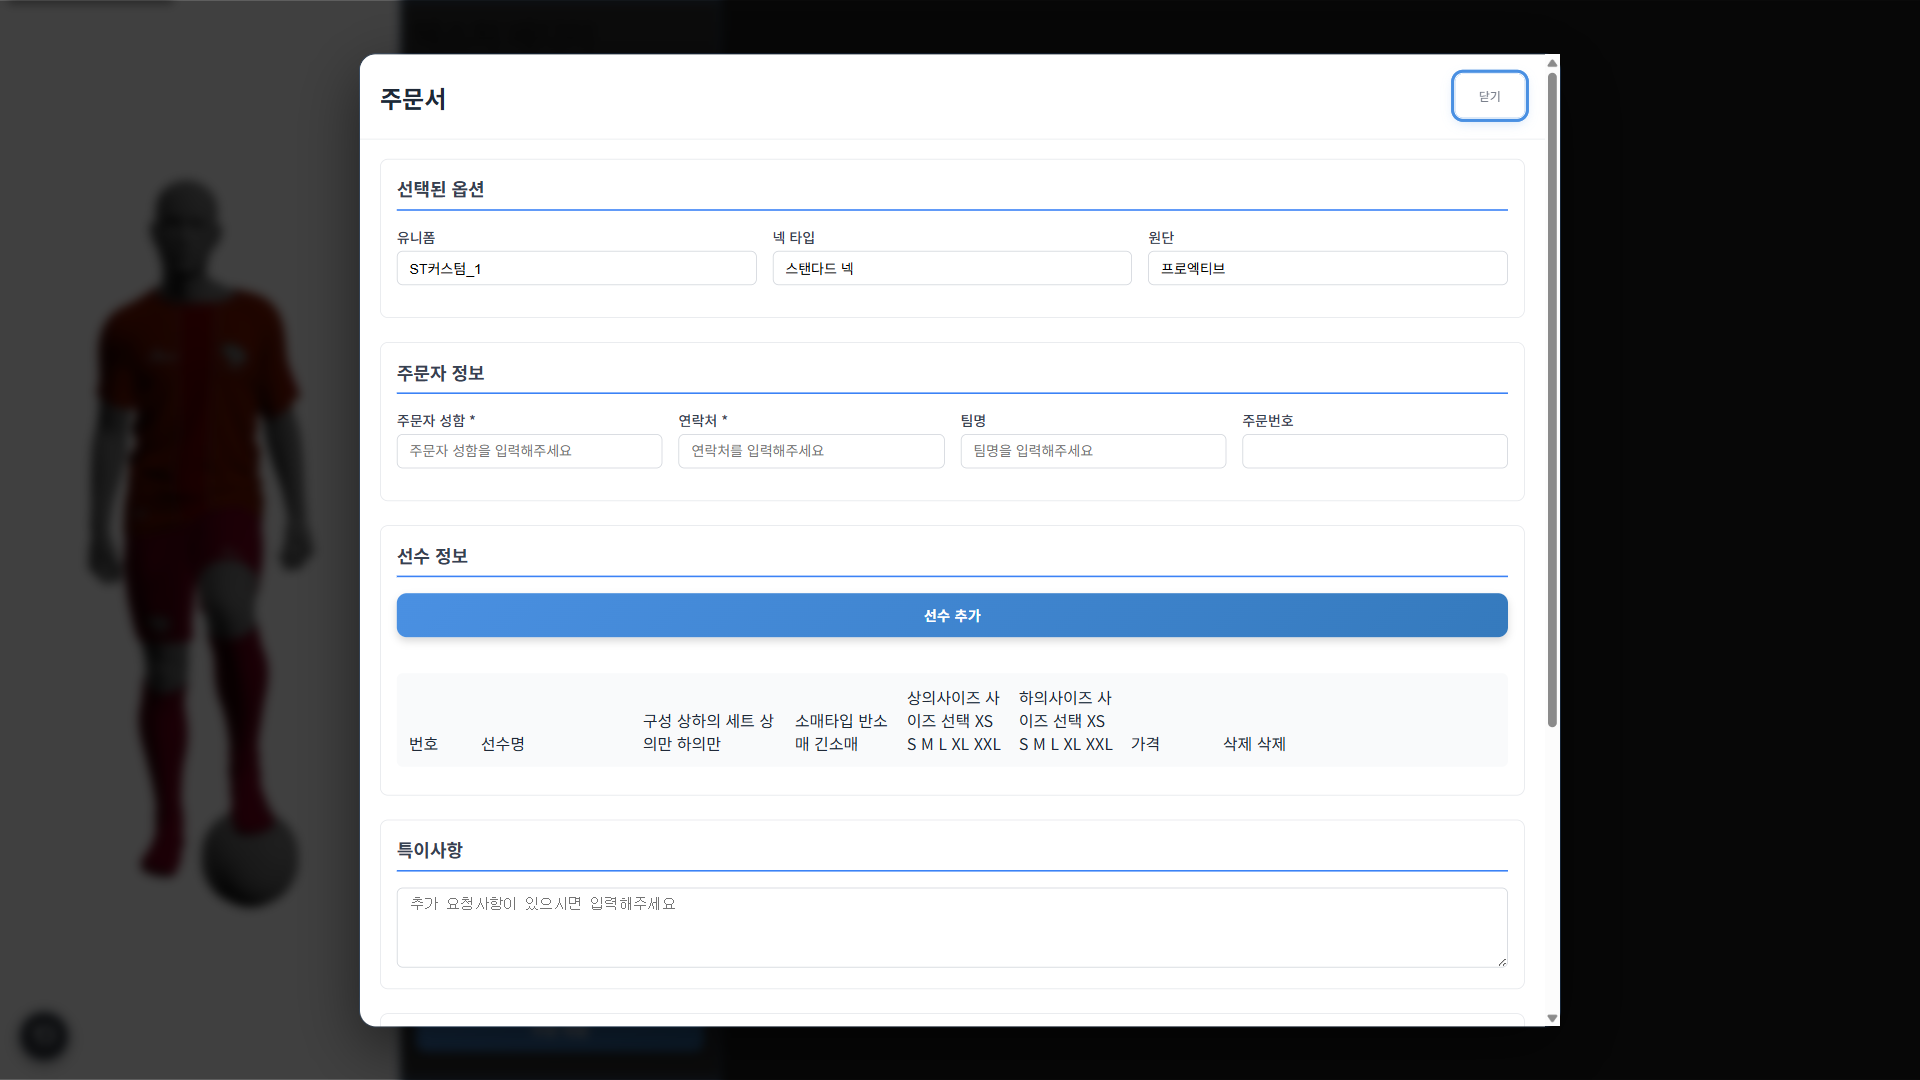 주문서
닫기
선택된 옵션
유니폼
넥 타입
원단
ST커스텀_1
스탠다드 넥
프로엑티브
주문자 정보
주문자 성함 *
연락처 *
팀명
주문번호
주문자 성함을 입력해주세요
연락처를 입력해주세요
팀명을 입력해주세요
선수 정보
선수 추가
번호
선수명
구성 상하의 세트 상
의만 하의만
소매타입 반소
매 긴소매
상의사이즈 사
이즈 선택 XS
S M L XL XXL
하의사이즈 사
이즈 선택 XS
S M L XL XXL
가격
삭제 삭제
특이사항
추가 요청사항이 있으시면 입력해주세요